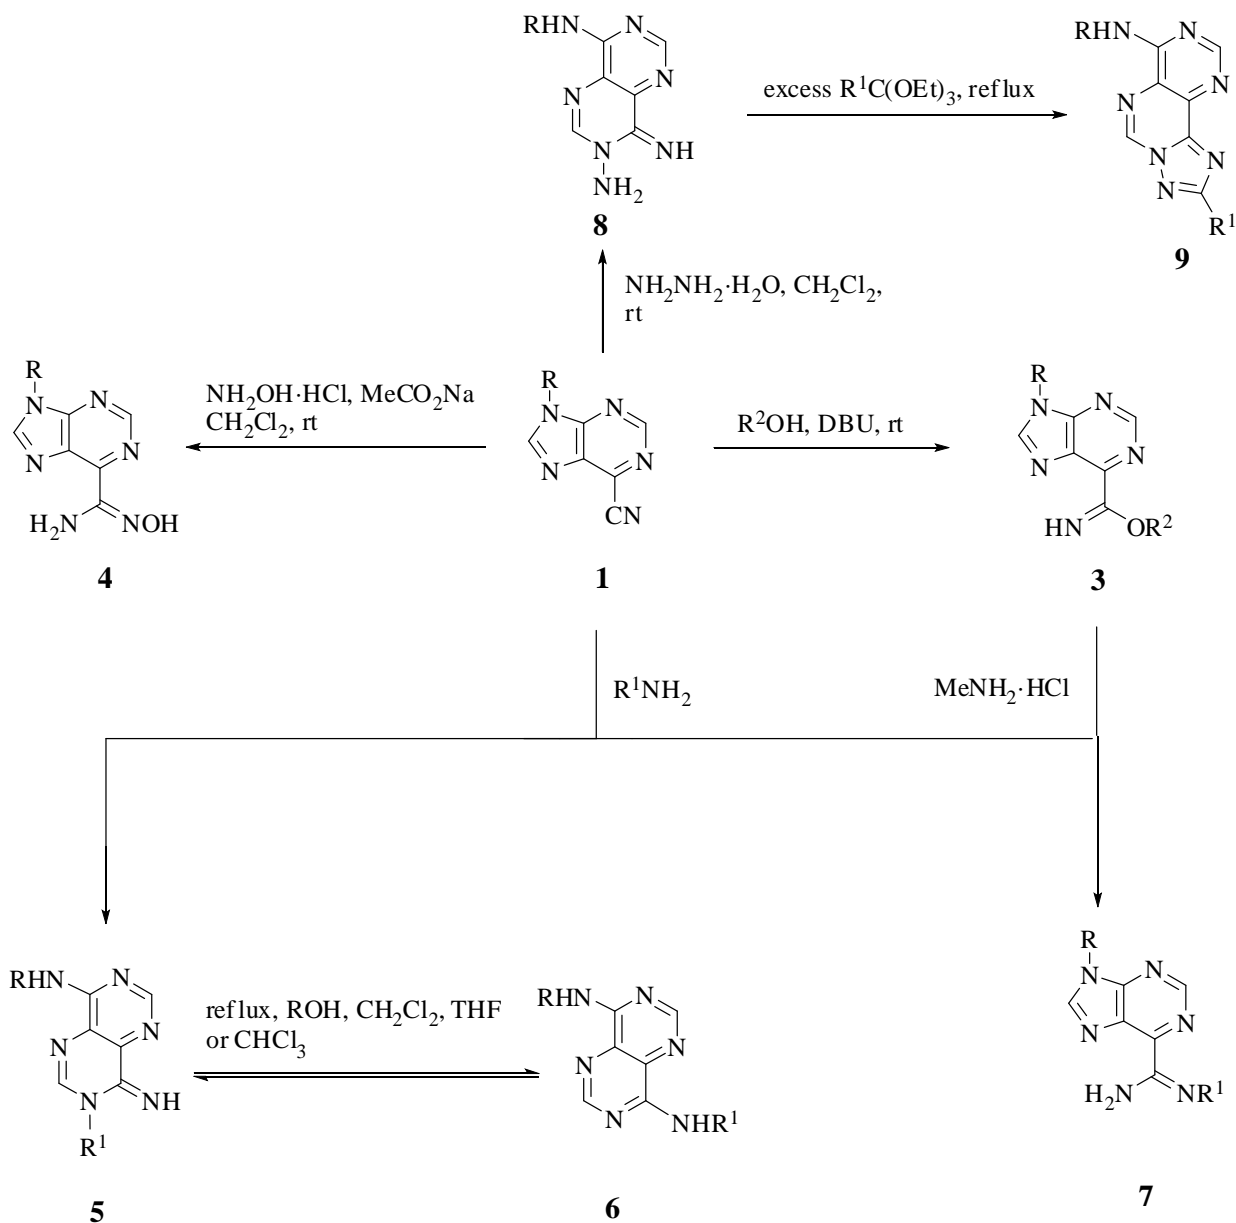 RHN N N N N NH NH2
8
excess R1C(OEt)3, reflux
RHN N N N N N N R1
9
NH2NH2·H2O, CH2Cl2,
rt
R N N N N H2N NOH
4
NH2OH·HCl, MeCO2Na
CH2Cl2, rt
R N N N N CN
1
R2OH, DBU, rt
R N N N N HN OR2
3
R1NH2
MeNH2·HCl
RHN N N N N NH R1
5
reflux, ROH, CH2Cl2, THF
or CHCl3
RHN N N N N NHR1
6
R N N N N H2N NR1
7